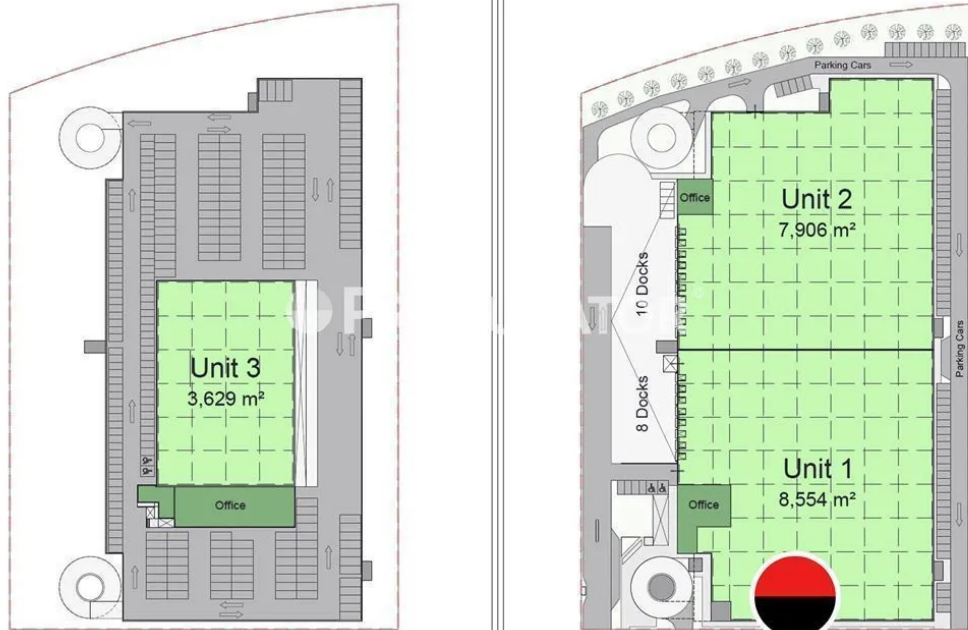 Unit 3
3,629 m²
Office
Parking Cars
Office
Unit 2
7,906 m²
10 Docks
Parking Cars
8 Docks
Unit 1
8,554 m²
Office